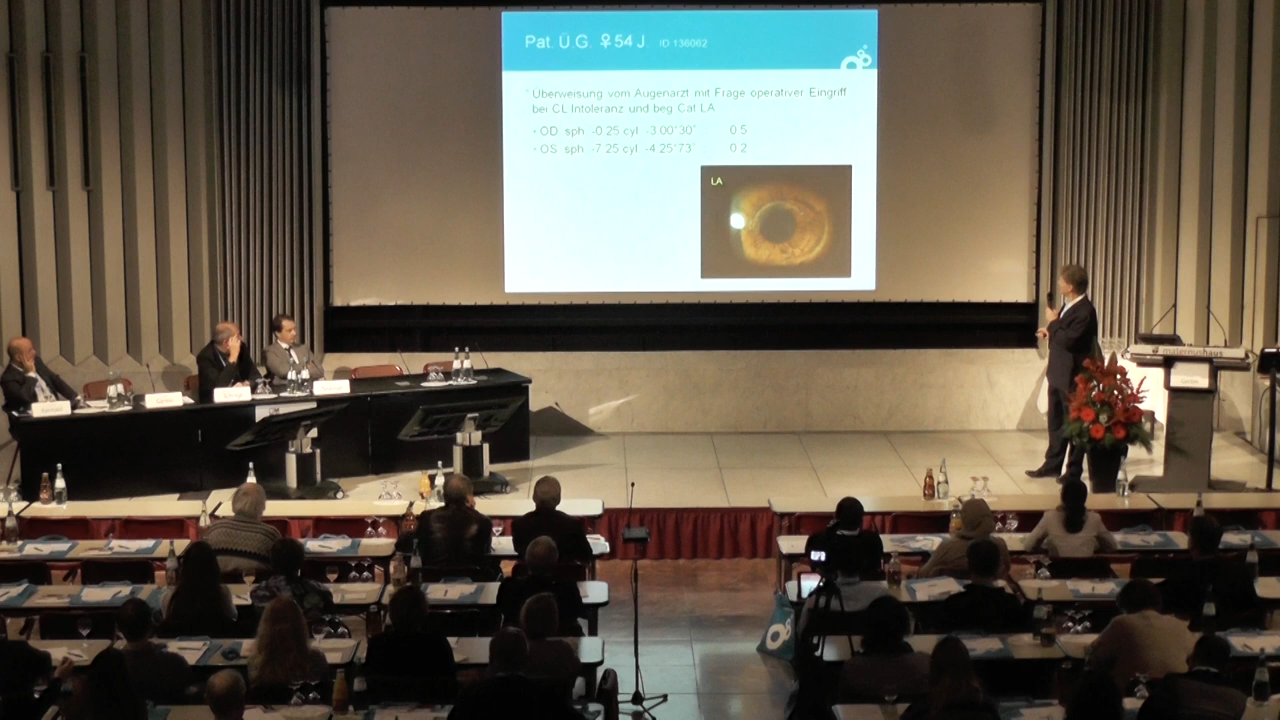 Pat. Ü.G. ♀ 54 J. ID 136062
Überweisung vom Augenarzt mit Frage operativer Eingriff
bei CL Intoleranz und beg Cat LA
OD sph -0.25 cyl -3.00*30° 0.5
OS sph -7.25 cyl -4.25*73° 0.2
LA
maternushaus